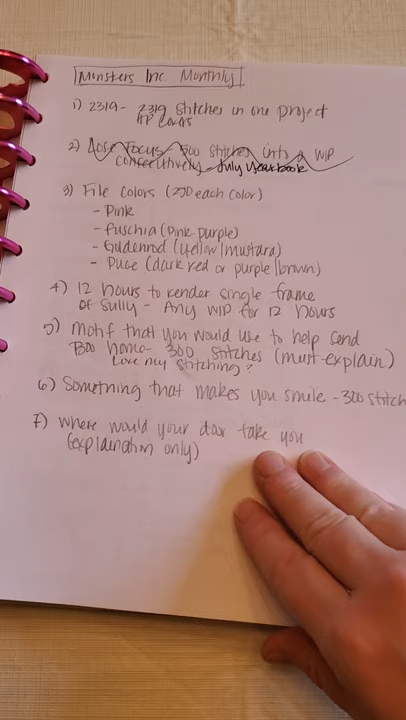 Monsters Inc. Monthly
1) 2319 - 2319 stitches in one project
HP Covers
2) Lose Focus 500 stitches into a WIP
consecutively - July Yearbook
3) File Colors (250 each color)
- Pink
- fuschia (pink-purple)
- Goldenrod (yellow/mustard)
- Puce (dark red or purple/brown)
4) 12 hours to render single frame
of Sully - Any WIP for 12 hours
5) motif that you would use to help send
Boo home - 300 stitches (must explain)
Love my stitching?
6) Something that makes you smile - 300 stitch
7) where would your door take you
(explaination only)